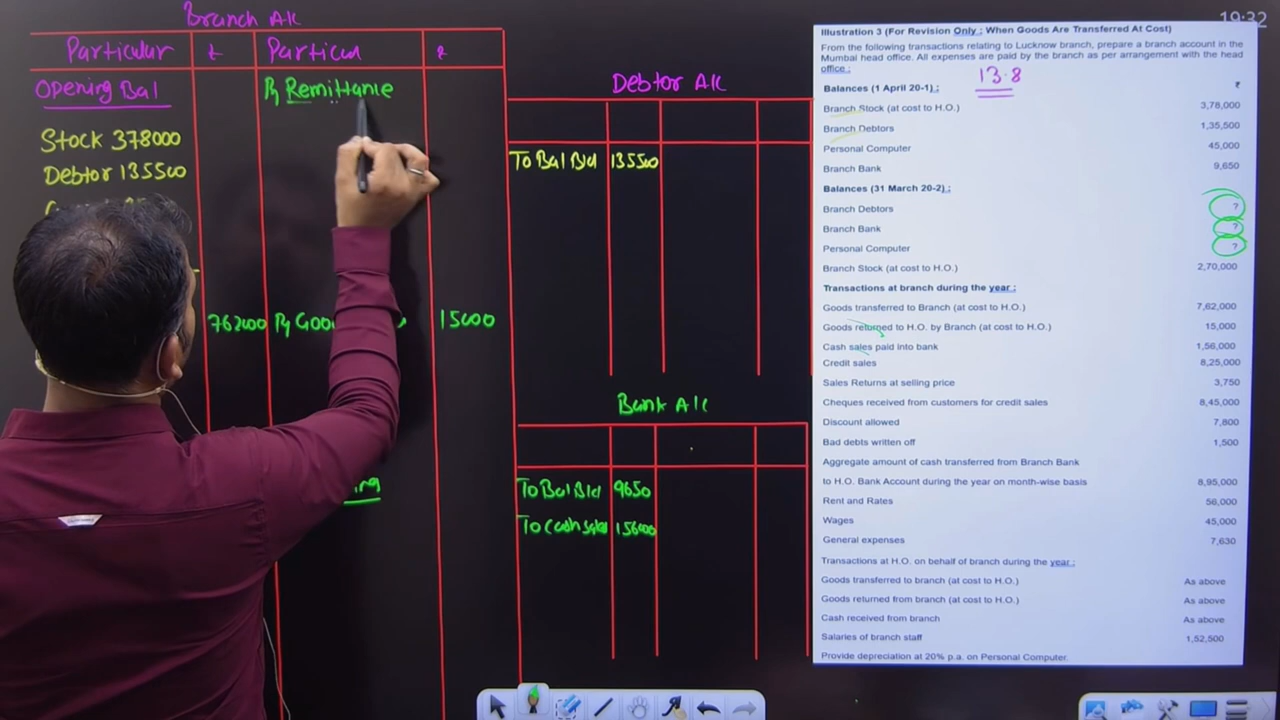 Branch A/c
Particular ₹ Particul ₹
Opening Bal
Stock 378000
Debtor 135500
762000
By Remittance
15000
Debtor A/c
To Bal B/d 135500
Bank A/c
To Bal B/d 9650
To Cash sales 156000
19:32
Illustration 3 (For Revision Only ; When Goods Are Transferred At Cost)
From the following transactions relating to Lucknow branch, prepare a branch account in the
Mumbai head office. All expenses are paid by the branch as per arrangement with the head
office :
13.8
₹
Balances (1 April 20-1) :
Branch Stock (at cost to H.O.) 3,78,000
Branch Debtors 1,35,500
Personal Computer 45,000
Branch Bank 9,650
Balances (31 March 20-2) :
Branch Debtors ?
Branch Bank ?
Personal Computer ?
Branch Stock (at cost to H.O.) 2,70,000
Transactions at branch during the year :
Goods transferred to Branch (at cost to H.O.) 7,62,000
Goods returned to H.O. by Branch (at cost to H.O.) 15,000
Cash sales paid into bank 1,56,000
Credit sales 8,25,000
Sales Returns at selling price 3,750
Cheques received from customers for credit sales 8,45,000
Discount allowed 7,800
Bad debts written off 1,500
Aggregate amount of cash transferred from Branch Bank
to H.O. Bank Account during the year on month-wise basis 8,95,000
Rent and Rates 56,000
Wages 45,000
General expenses 7,630
Transactions at H.O. on behalf of branch during the year :
Goods transferred to branch (at cost to H.O.) As above
Goods returned from branch (at cost to H.O.) As above
Cash received from branch As above
Salaries of branch staff 1,52,500
Provide depreciation at 20% p.a. on Personal Computer.